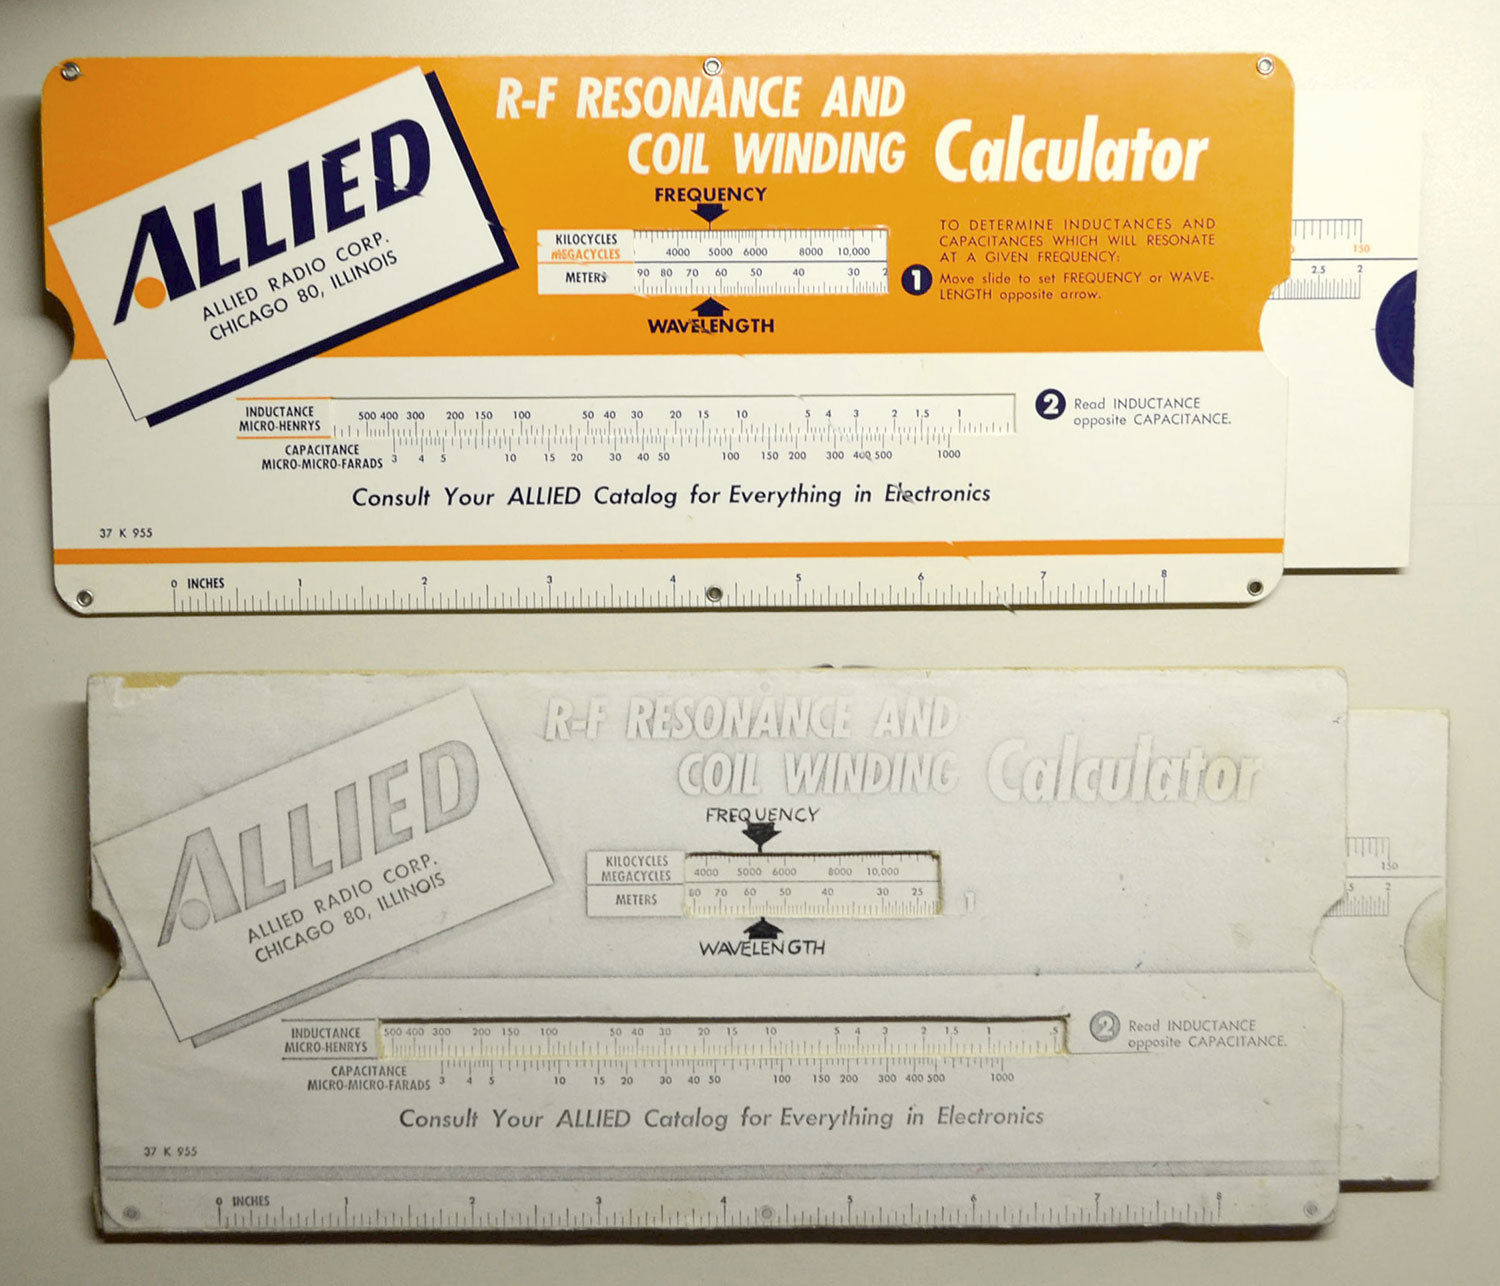 R-F RESONANCE AND
COIL WINDING Calculator
ALLIED
ALLIED RADIO CORP.
CHICAGO 80, ILLINOIS
FREQUENCY
KILOCYCLES
MEGACYCLES
4000 5000 6000 8000 10,000
METERS
90 80 70 60 50 40 30 2
WAVELENGTH
TO DETERMINE INDUCTANCES AND
CAPACITANCES WHICH WILL RESONATE
AT A GIVEN FREQUENCY:
1 Move slide to set FREQUENCY or WAVE-
LENGTH opposite arrow.
150
2.5 2
INDUCTANCE
MICRO-HENRYS
500 400 300 200 150 100 50 40 30 20 15 10 5 4 3 2 1.5 1
2 Read INDUCTANCE
opposite CAPACITANCE.
CAPACITANCE
MICRO-MICRO-FARADS
3 4 5 10 15 20 30 40 50 100 150 200 300 400 500 1000
Consult Your ALLIED Catalog for Everything in Electronics
37 K 955
0 INCHES 1 2 3 4 5 6 7 8
R-F RESONANCE AND
COIL WINDING Calculator
ALLIED
ALLIED RADIO CORP.
CHICAGO 80, ILLINOIS
FREQUENCY
KILOCYCLES
MEGACYCLES
4000 5000 6000 8000 10,000
METERS
80 70 60 50 40 30 25
WAVELENGTH
1
150
5 2
INDUCTANCE
MICRO-HENRYS
500 400 300 200 150 100 50 40 30 20 15 10 5 4 3 2 1.5 1 .5
2 Read INDUCTANCE
opposite CAPACITANCE.
CAPACITANCE
MICRO-MICRO-FARADS
3 4 5 10 15 20 30 40 50 100 150 200 300 400 500 1000
Consult Your ALLIED Catalog for Everything in Electronics
37 K 955
0 INCHES 1 2 3 4 5 6 7 8